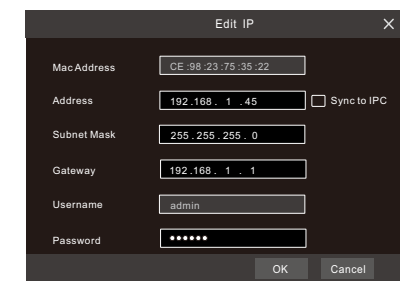 Edit IP
Mac Address CE :98 :23 :75 :35 :22
Address 192.168. 1 .45 Sync to IPC
Subnet Mask 255.255.255. 0
Gateway 192.168. 1 . 1
Username admin
Password ••••••
OK Cancel